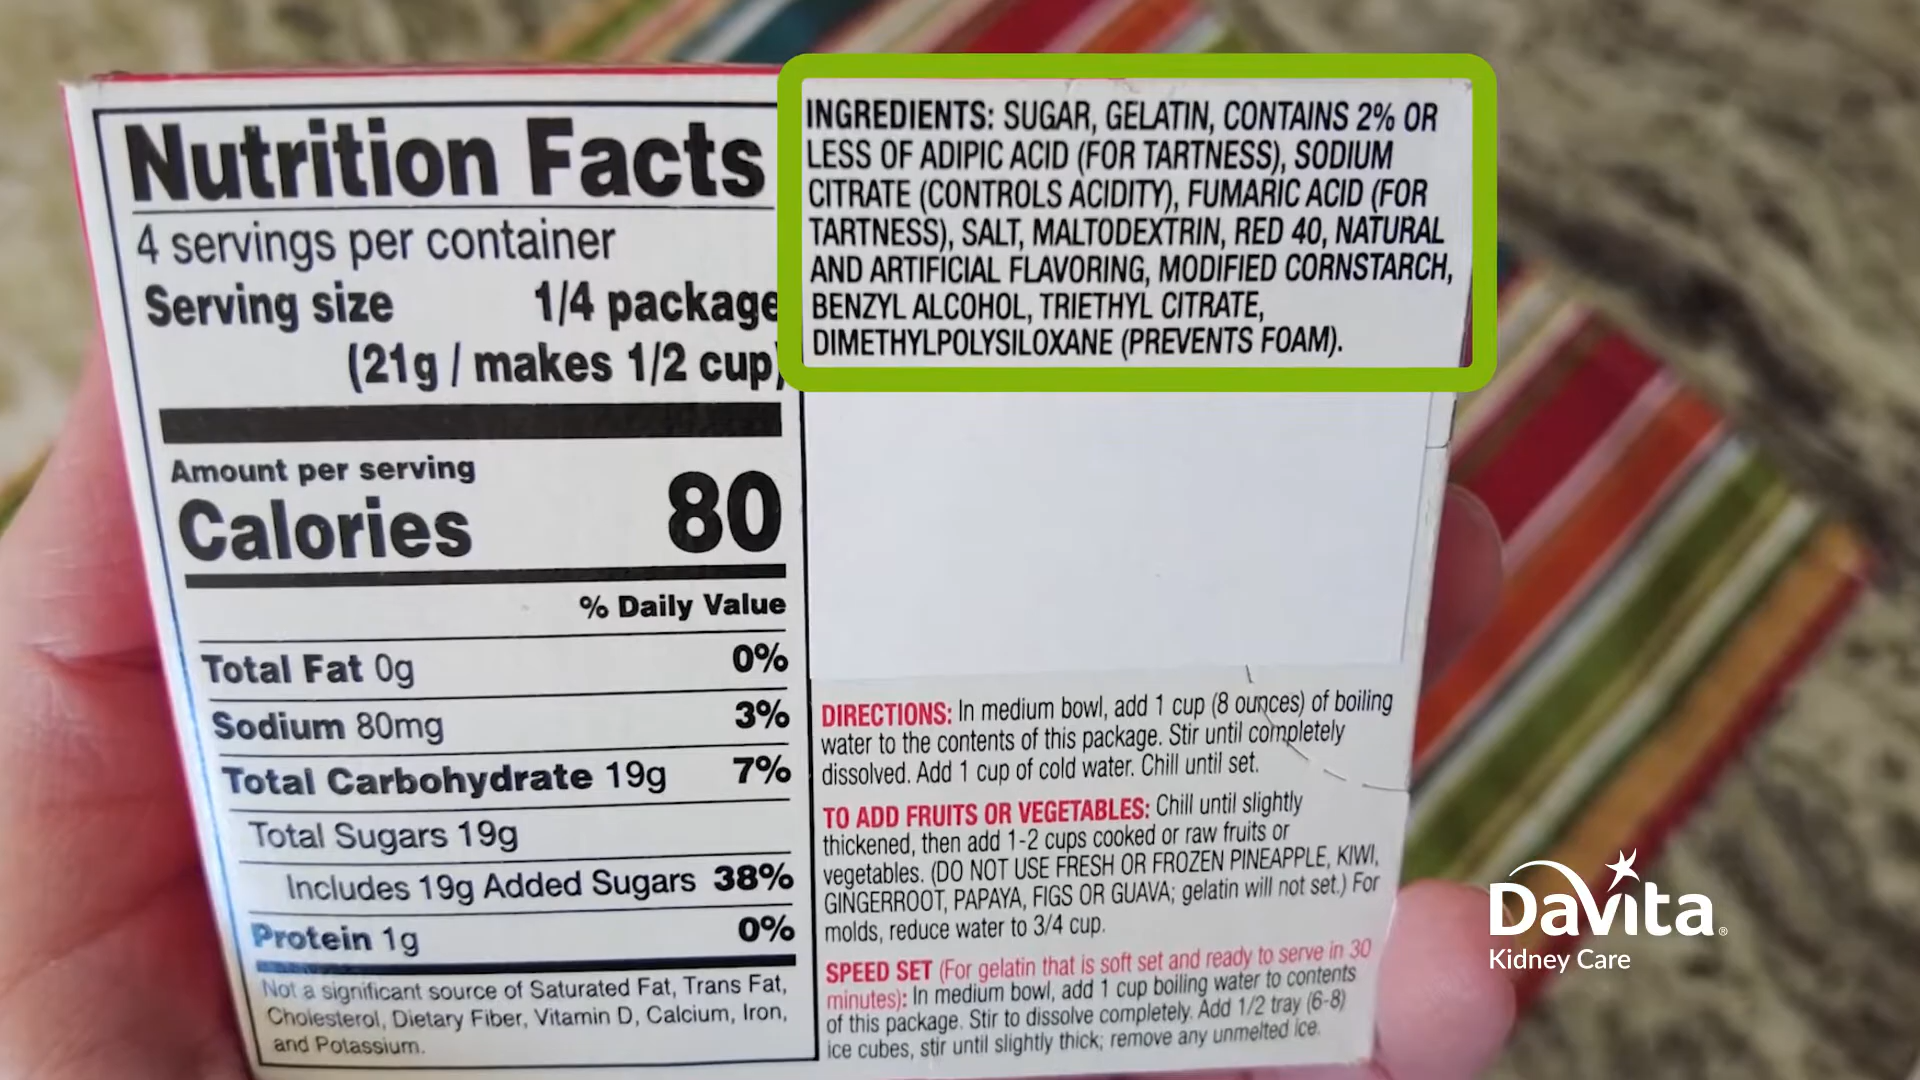 Nutrition Facts
4 servings per container
Serving size 1/4 package
(21g / makes 1/2 cup)
Amount per serving
Calories 80
% Daily Value
Total Fat 0g 0%
Sodium 80mg 3%
Total Carbohydrate 19g 7%
Total Sugars 19g
Includes 19g Added Sugars 38%
Protein 1g 0%
Not a significant source of Saturated Fat, Trans Fat,
Cholesterol, Dietary Fiber, Vitamin D, Calcium, Iron,
and Potassium.
INGREDIENTS: SUGAR, GELATIN, CONTAINS 2% OR
LESS OF ADIPIC ACID (FOR TARTNESS), SODIUM
CITRATE (CONTROLS ACIDITY), FUMARIC ACID (FOR
TARTNESS), SALT, MALTODEXTRIN, RED 40, NATURAL
AND ARTIFICIAL FLAVORING, MODIFIED CORNSTARCH,
BENZYL ALCOHOL, TRIETHYL CITRATE,
DIMETHYLPOLYSILOXANE (PREVENTS FOAM).
DIRECTIONS: In medium bowl, add 1 cup (8 ounces) of boiling
water to the contents of this package. Stir until completely
dissolved. Add 1 cup of cold water. Chill until set.
TO ADD FRUITS OR VEGETABLES: Chill until slightly
thickened, then add 1-2 cups cooked or raw fruits or
vegetables. (DO NOT USE FRESH OR FROZEN PINEAPPLE, KIWI,
GINGERROOT, PAPAYA, FIGS OR GUAVA; gelatin will not set.) For
molds, reduce water to 3/4 cup.
SPEED SET (For gelatin that is soft set and ready to serve in 30
minutes): In medium bowl, add 1 cup boiling water to contents
of this package. Stir to dissolve completely. Add 1/2 tray (6-8)
ice cubes, stir until slightly thick; remove any unmelted ice.
DaVita®
Kidney Care